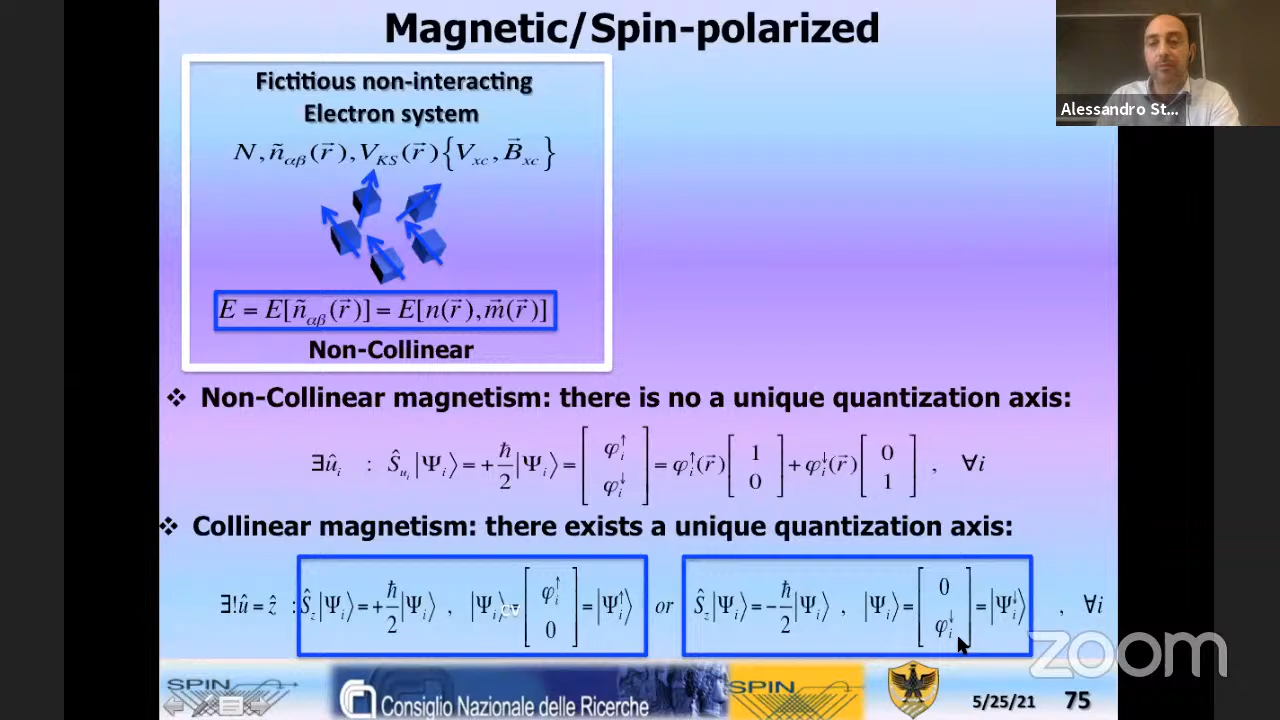 Magnetic/Spin-polarized
Alessandro St...
Fictitious non-interacting
Electron system
N, ñ_αβ(r⃗), V_KS(r⃗){V_xc, B⃗_xc}
E = E[ñ_αβ(r⃗)] = E[n(r⃗), m⃗(r⃗)]
Non-Collinear
❖ Non-Collinear magnetism: there is no a unique quantization axis:
∃û_i : Ŝ_{u_i}|Ψ_i⟩ = +ħ/2|Ψ_i⟩ = [φ_i^↑ φ_i^↓] = φ_i^↑(r⃗)[1 0] + φ_i^↓(r⃗)[0 1] , ∀i
❖ Collinear magnetism: there exists a unique quantization axis:
∃!û = ẑ : Ŝ_z|Ψ_i⟩ = +ħ/2|Ψ_i⟩ , |Ψ_i⟩ = [φ_i^↑ 0] = |Ψ_i^↑⟩ or Ŝ_z|Ψ_i⟩ = −ħ/2|Ψ_i⟩ , |Ψ_i⟩ = [0 φ_i^↓] = |Ψ_i^↓⟩ , ∀i
zoom
SPIN
Consiglio Nazionale delle Ricerche
SPIN
5/25/21 75